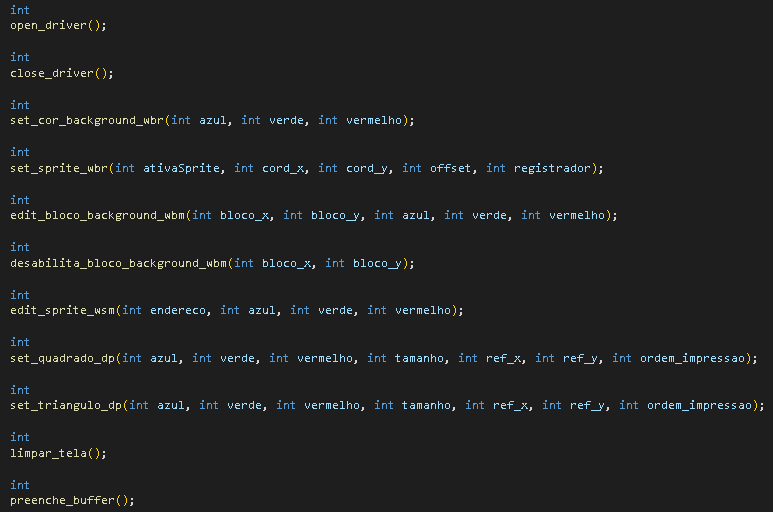 int
open_driver();
int
close_driver();
int
set_cor_background_wbr(int azul, int verde, int vermelho);
int
set_sprite_wbr(int ativaSprite, int cord_x, int cord_y, int offset, int registrador);
int
edit_bloco_background_wbm(int bloco_x, int bloco_y, int azul, int verde, int vermelho);
int
desabilita_bloco_background_wbm(int bloco_x, int bloco_y);
int
edit_sprite_wsm(int endereco, int azul, int verde, int vermelho);
int
set_quadrado_dp(int azul, int verde, int vermelho, int tamanho, int ref_x, int ref_y, int ordem_impressao);
int
set_triangulo_dp(int azul, int verde, int vermelho, int tamanho, int ref_x, int ref_y, int ordem_impressao);
int
limpar_tela();
int
preenche_buffer();